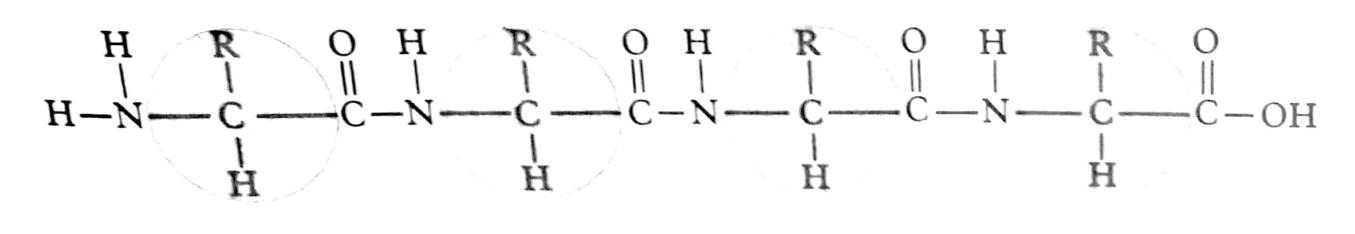 H R O H R O H R O H R O
H–N–C–C–N–C–C–N–C–C–N–C–C–OH
H H H H